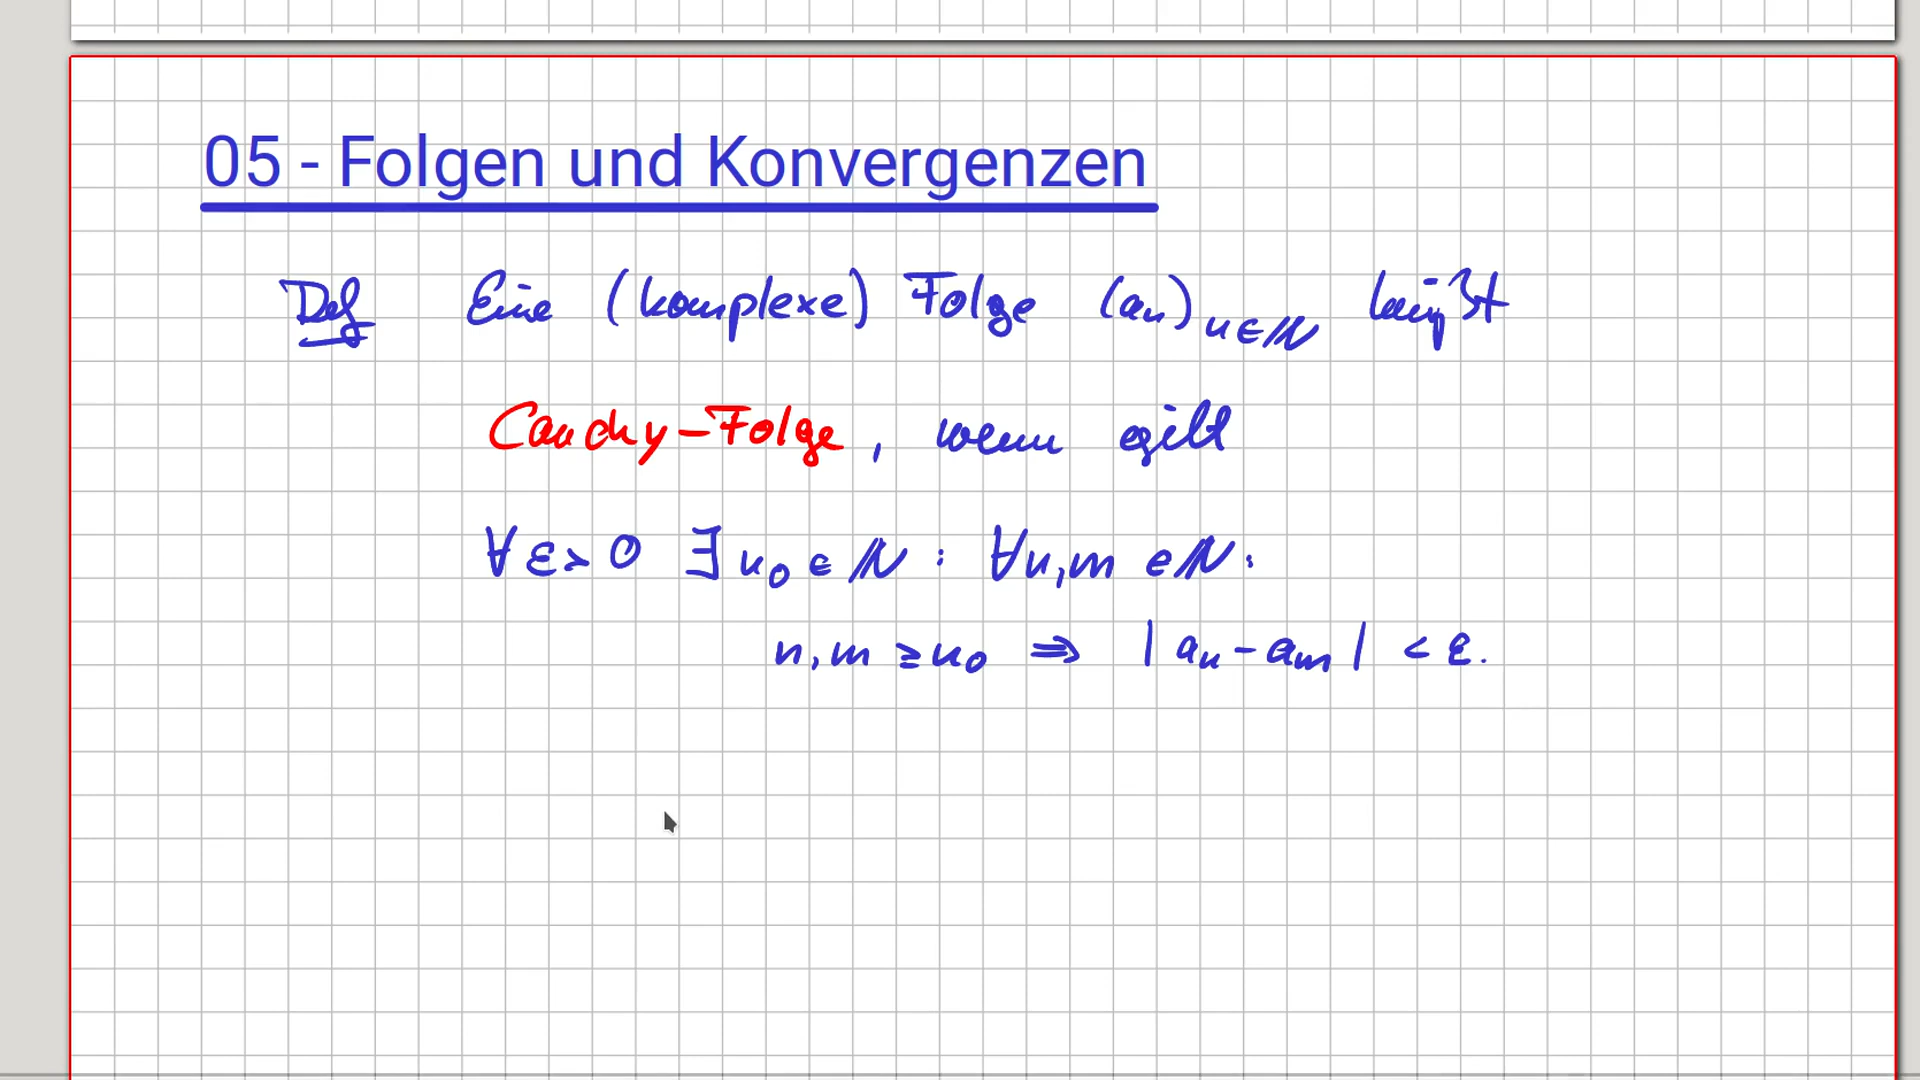 05 - Folgen und Konvergenzen
Def Eine (komplexe) Folge (aₙ)ₙ∈ℕ heißt
Cauchy-Folge, wenn gilt
∀ ε > 0 ∃ n₀ ∈ ℕ : ∀ n,m ∈ ℕ :
n,m ≥ n₀ ⇒ | aₙ - aₘ | < ε.